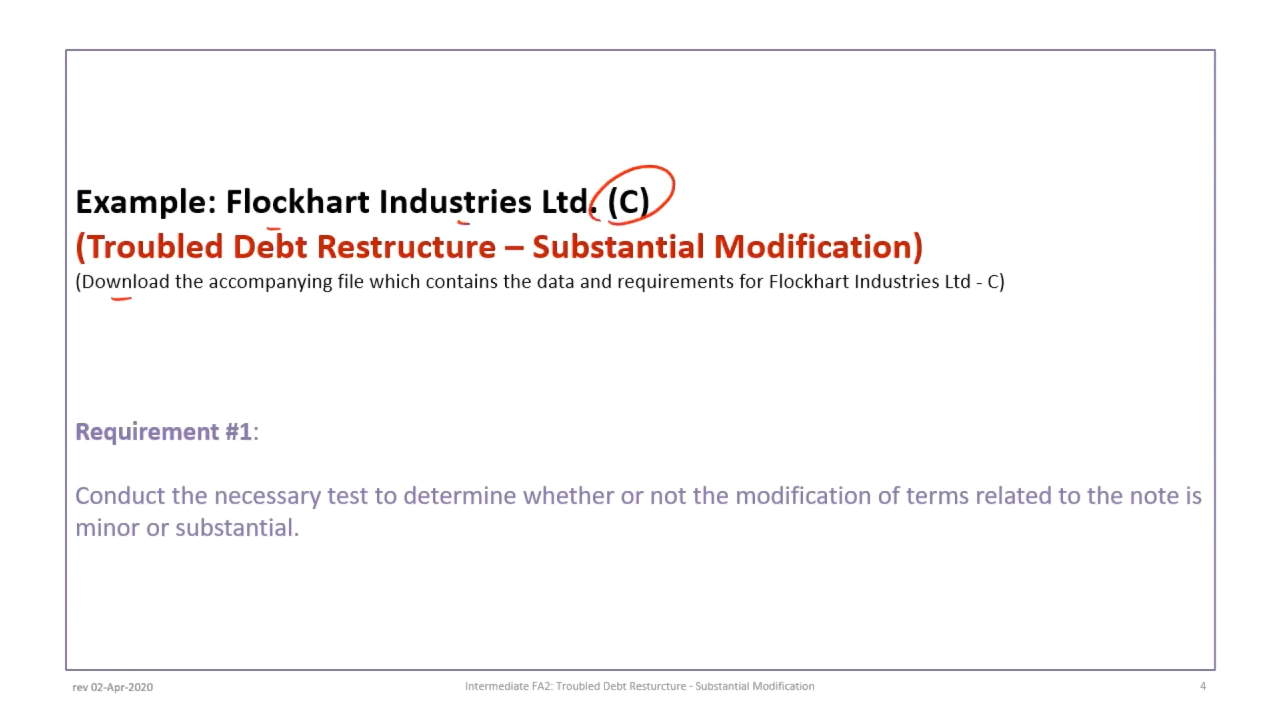 Example: Flockhart Industries Ltd. (C)
(Troubled Debt Restructure – Substantial Modification)
(Download the accompanying file which contains the data and requirements for Flockhart Industries Ltd - C)
Requirement #1:
Conduct the necessary test to determine whether or not the modification of terms related to the note is
minor or substantial.
rev 02-Apr-2020
Intermediate FA2: Troubled Debt Resturcture - Substantial Modification
4